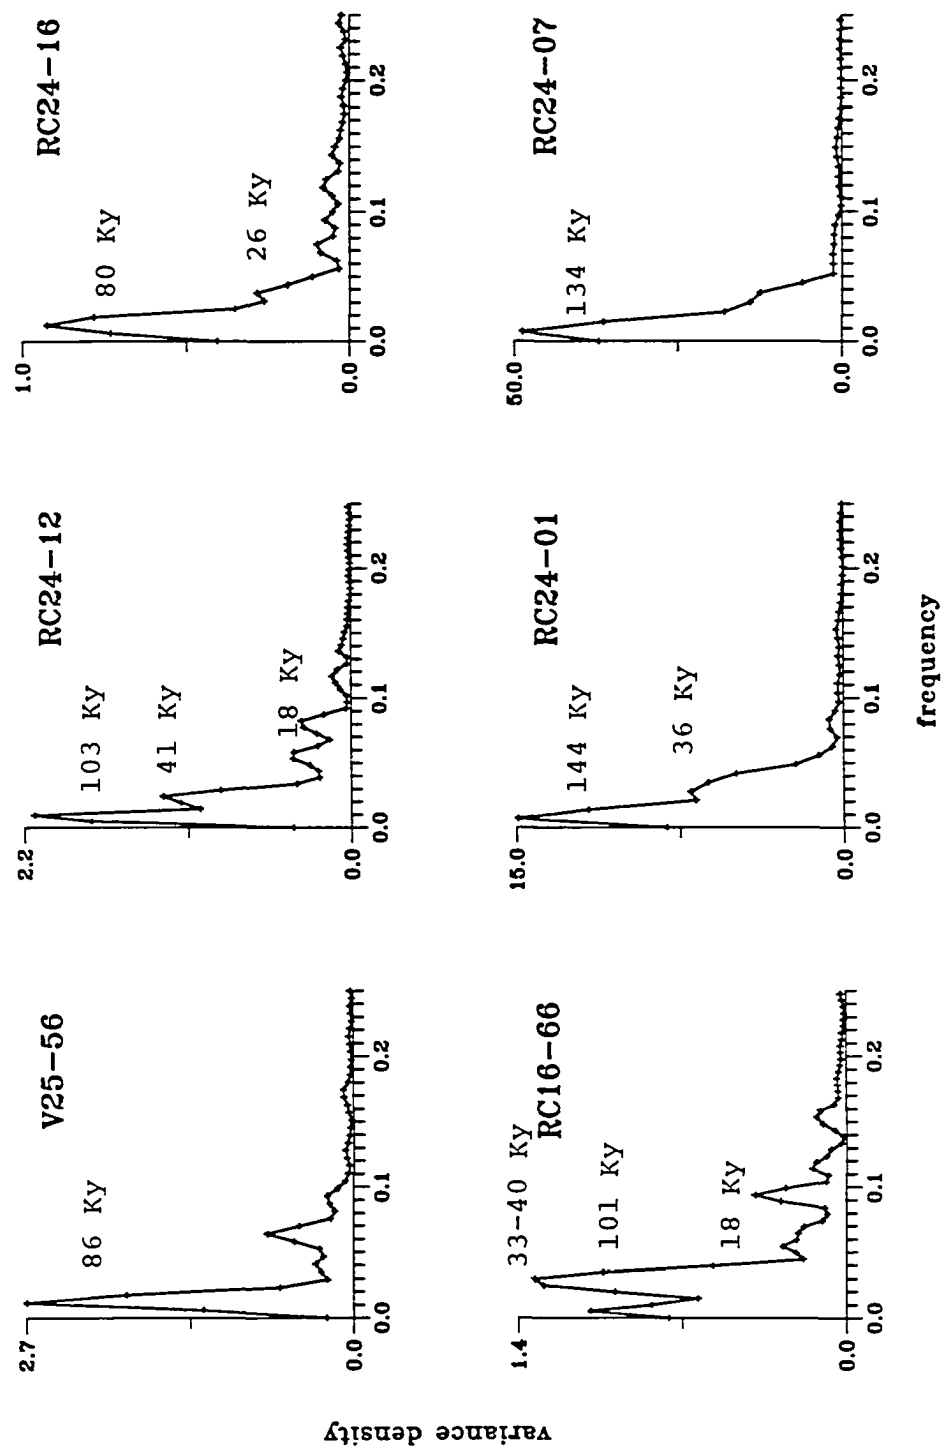 V25-56
86 Ky
2.7
0.0
0.0
0.1
0.2
RC24-12
103 Ky
41 Ky
18 Ky
2.2
0.0
0.0
0.1
0.2
RC24-16
80 Ky
26 Ky
1.0
0.0
0.0
0.1
0.2
RC16-66
33-40 Ky
101 Ky
18 Ky
1.4
0.0
0.0
0.1
0.2
RC24-01
144 Ky
36 Ky
15.0
0.0
0.0
0.1
0.2
RC24-07
134 Ky
50.0
0.0
0.0
0.1
0.2
variance density
frequency